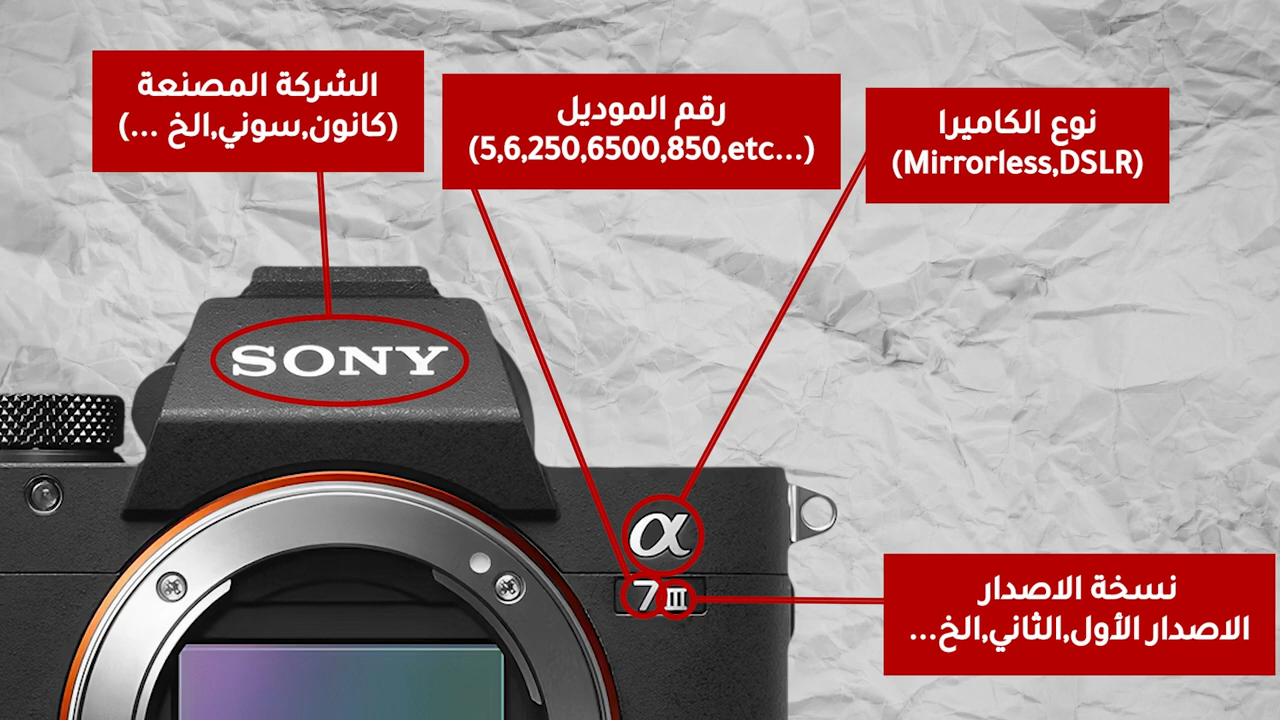 الشركة المصنعة
(كانون,سوني,الخ ...)
رقم الموديل
(5,6,250,6500,850,etc...)
نوع الكاميرا
(Mirrorless,DSLR)
SONY
α
7 III
نسخة الاصدار
الاصدار الأول,الثاني,الخ...